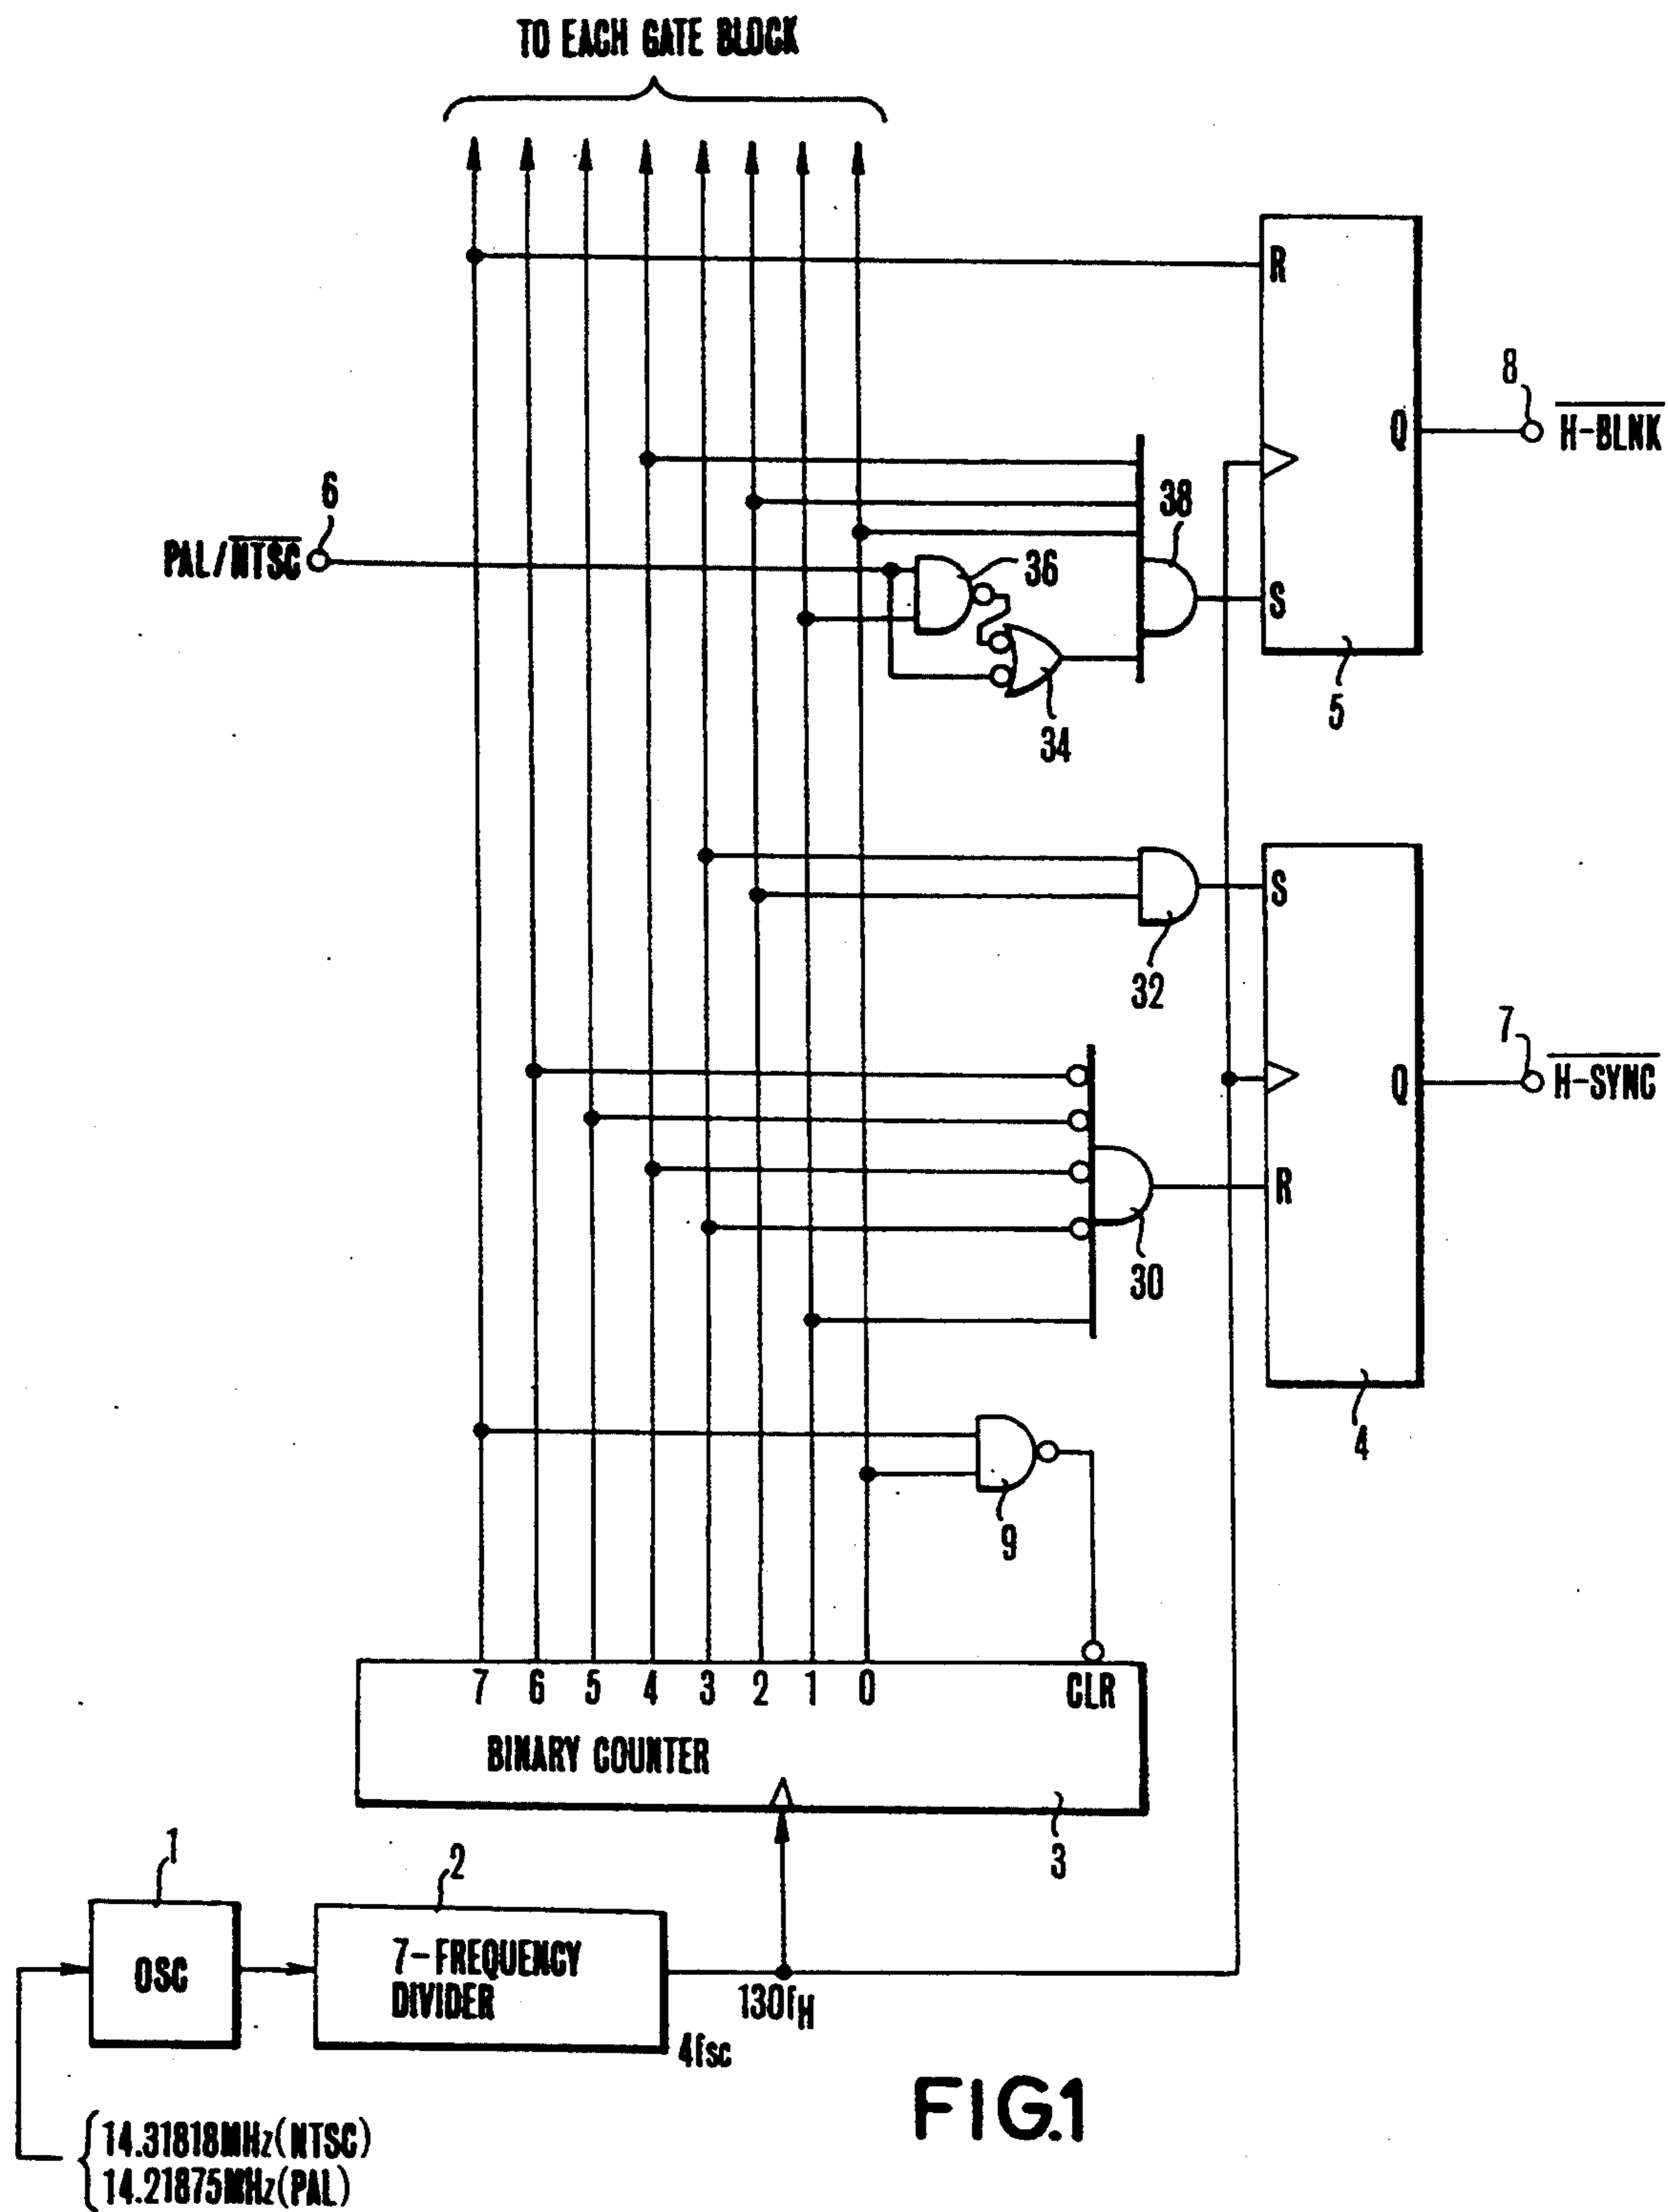 TO EACH GATE BLOCK
R
8
Q
H-BLNK
6
38
PAL/NTSC
36
S
34
5
S
32
7
Q
H-SYNC
R
30
4
9
7 6 5 4 3 2 1 0 CLR
BINARY COUNTER
1
2
3
OSC
7-FREQUENCY
DIVIDER
130fH
4fsc
FIG.1
14.31818MHz(NTSC)
14.21875MHz(PAL)